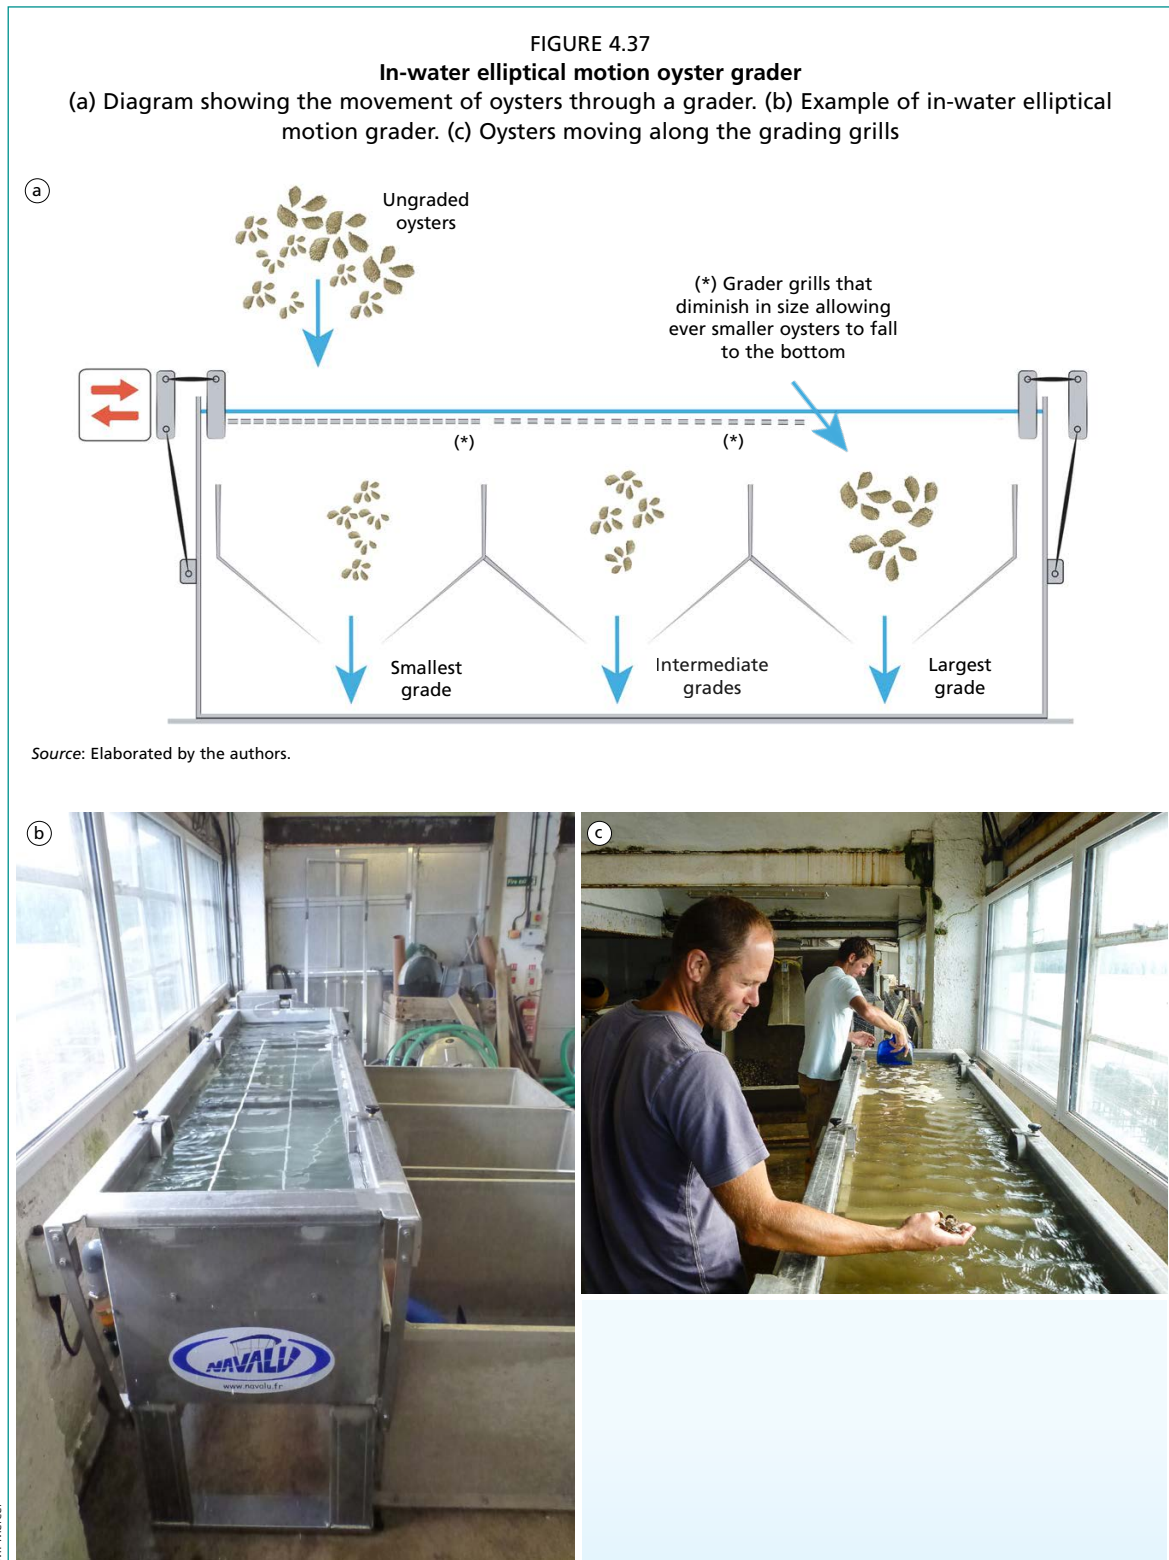 FIGURE 4.37
In-water elliptical motion oyster grader
(a) Diagram showing the movement of oysters through a grader. (b) Example of in-water elliptical
motion grader. (c) Oysters moving along the grading grills
a
Ungraded
oysters
(*) Grader grills that
diminish in size allowing
ever smaller oysters to fall
to the bottom
(*)
(*)
Smallest
grade
Intermediate
grades
Largest
grade
Source: Elaborated by the authors.
b
c
NAVALU
www.navalu.fr